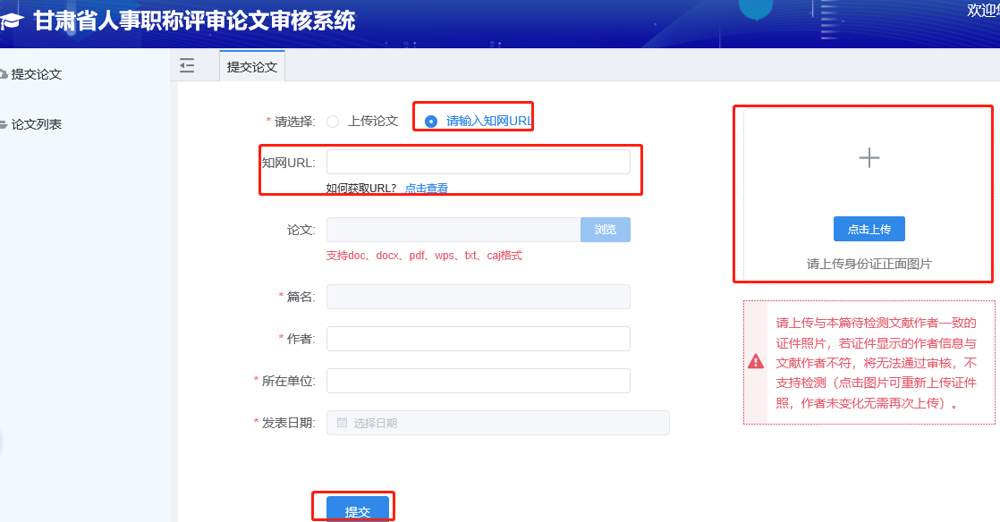 甘肃省人事职称评审论文审核系统
欢迎您
提交论文
论文列表
提交论文
* 请选择: 上传论文 请输入知网URL
知网URL:
如何获取URL? 点击查看
论文: 浏览
支持doc、docx、pdf、wps、txt、caj格式
* 篇名:
* 作者:
* 所在单位:
* 发表日期: 选择日期
提交
点击上传
请上传身份证正面图片
请上传与本篇待检测文献作者一致的
证件照片，若证件显示的作者信息与
文献作者不符，将无法通过审核，不
支持检测（点击图片可重新上传证件
照，作者未变化无需再次上传）。